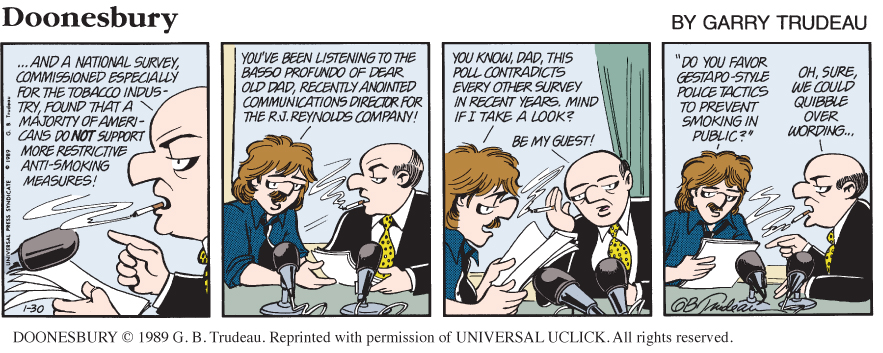 Doonesbury
BY GARRY TRUDEAU
...AND A NATIONAL SURVEY,
COMMISSIONED ESPECIALLY
FOR THE TOBACCO INDUS-
TRY, FOUND THAT A
MAJORITY OF AMERI-
CANS DO NOT SUPPORT
MORE RESTRICTIVE
ANTI-SMOKING
MEASURES!
UNIVERSAL PRESS SYNDICATE © 1989 G. B. Trudeau
1-30
YOU'VE BEEN LISTENING TO THE
BASSO PROFUNDO OF DEAR
OLD DAD, RECENTLY ANOINTED
COMMUNICATIONS DIRECTOR FOR
THE R.J. REYNOLDS COMPANY!
YOU KNOW, DAD, THIS
POLL CONTRADICTS
EVERY OTHER SURVEY
IN RECENT YEARS. MIND
IF I TAKE A LOOK?
BE MY GUEST!
"DO YOU FAVOR
GESTAPO-STYLE
POLICE TACTICS
TO PREVENT
SMOKING IN
PUBLIC?"
OH, SURE,
WE COULD
QUIBBLE
OVER
WORDING...
GB Trudeau
DOONESBURY © 1989 G. B. Trudeau. Reprinted with permission of UNIVERSAL UCLICK. All rights reserved.